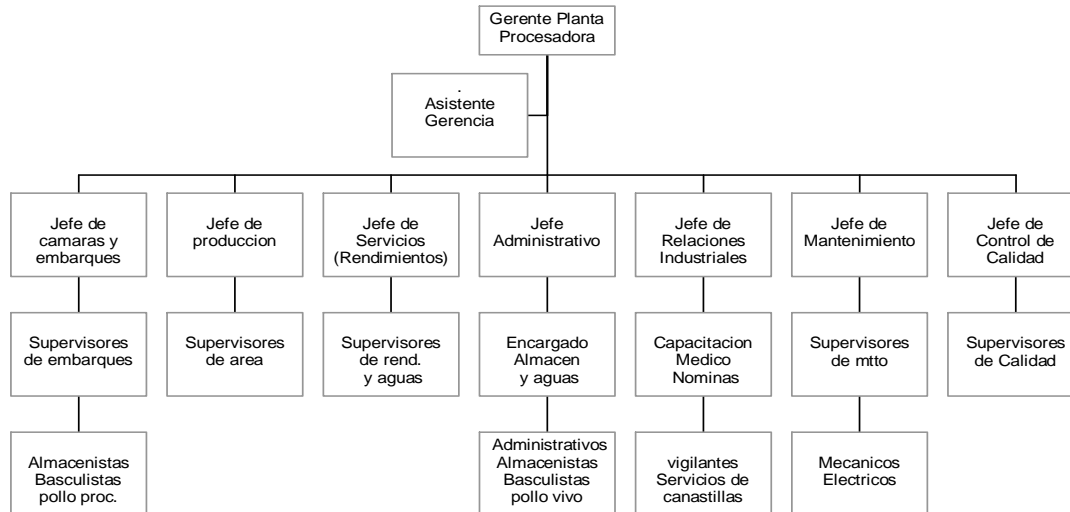 Gerente Planta
Procesadora
.
Asistente
Gerencia
Jefe de
camaras y
embarques
Jefe de
produccion
Jefe de
Servicios
(Rendimientos)
Jefe
Administrativo
Jefe de
Relaciones
Industriales
Jefe de
Mantenimiento
Jefe de
Control de
Calidad
Supervisores
de embarques
Supervisores
de area
Supervisores
de rend.
y aguas
Encargado
Almacen
y aguas
Capacitacion
Medico
Nominas
Supervisores
de mtto
Supervisores
de Calidad
Almacenistas
Basculistas
pollo proc.
Administrativos
Almacenistas
Basculistas
pollo vivo
vigilantes
Servicios de
canastillas
Mecanicos
Electricos